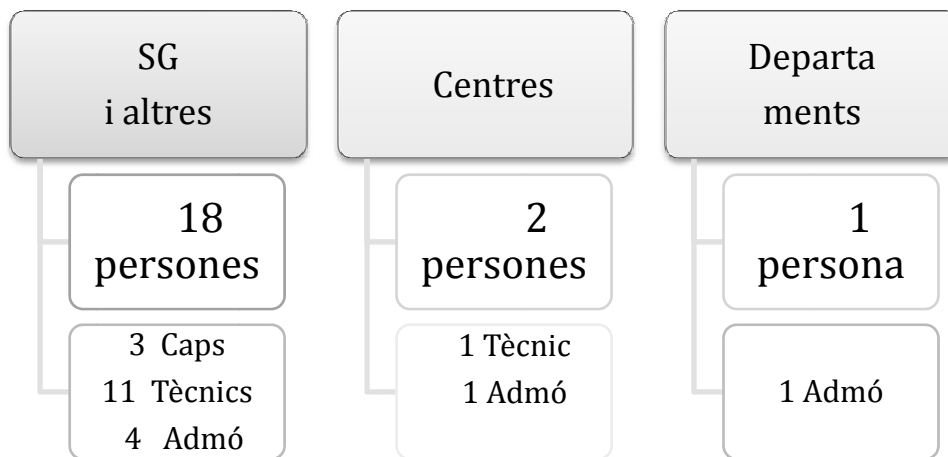 SG
i altres
18
persones
3 Caps
11 Tècnics
4 Admó
Centres
2
persones
1 Tècnic
1 Admó
Departa
ments
1
persona
1 Admó